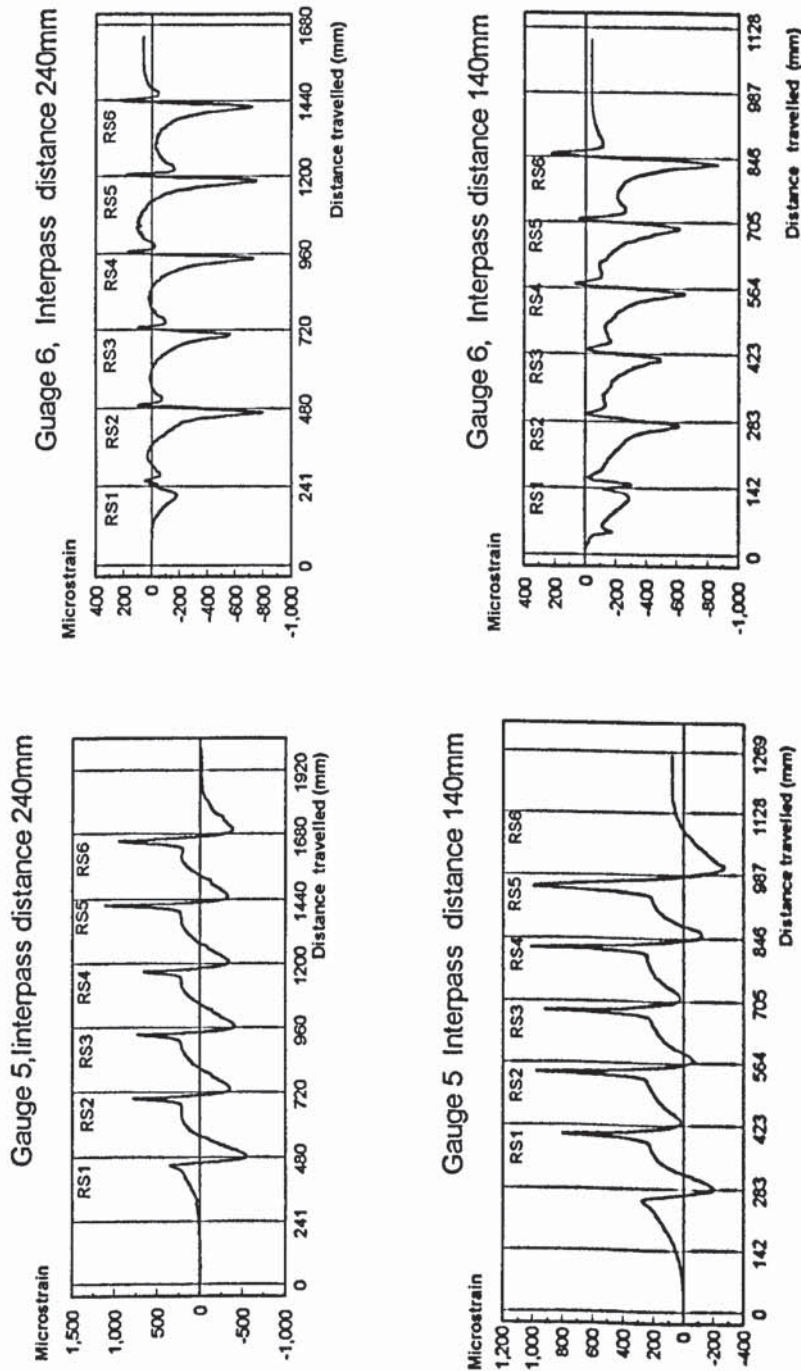 Gauge 5,Iinterpass distance 240mm
Microstrain
1,500
1,000
500
0
-500
-1,000
RS1
RS2
RS3
RS4
RS5
RS6
0 241 480 720 960 1200 1440 1680 1920
Distance travelled (mm)
Guage 6, Interpass distance 240mm
Microstrain
400
200
0
-200
-400
-600
-800
-1,000
RS1
RS2
RS3
RS4
RS5
RS6
0 241 480 720 960 1200 1440 1680
Distance travelled (mm)
Gauge 5 Interpass distance 140mm
Microstrain
1,200
1,000
800
600
400
200
0
-200
-400
RS1
RS2
RS3
RS4
RS5
RS6
0 142 283 423 564 705 846 987 1128 1269
Distance travelled (mm)
Gauge 6, Interpass distance 140mm
Microstrain
400
200
0
-200
-400
-600
-800
-1,000
RS1
RS2
RS3
RS4
RS5
RS6
0 142 283 423 564 705 846 987 1128
Distance travelled (mm)